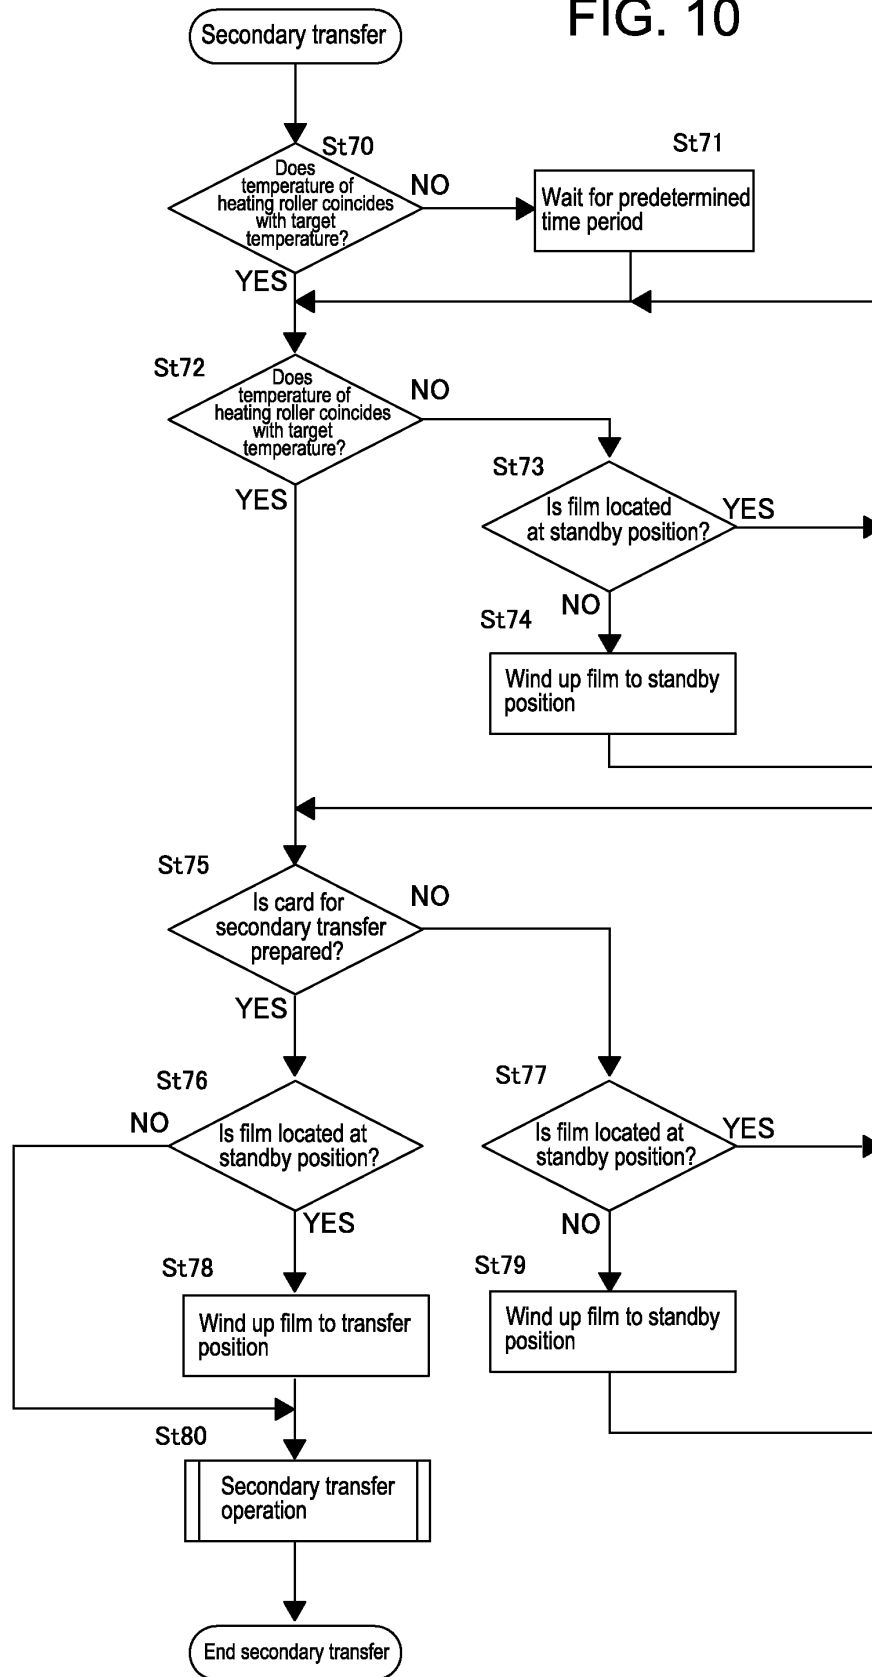 FIG. 10
Secondary transfer
St70
Does
temperature of
heating roller coincides
with target
temperature?
NO
YES
St71
Wait for predetermined
time period
St72
Does
temperature of
heating roller coincides
with target
temperature?
NO
YES
St73
Is film located
at standby position?
YES
NO
St74
Wind up film to standby
position
St75
Is card for
secondary transfer
prepared?
NO
YES
St76
Is film located at
standby position?
NO
YES
St77
Is film located at
standby position?
YES
NO
St78
Wind up film to transfer
position
St79
Wind up film to standby
position
St80
Secondary transfer
operation
End secondary transfer